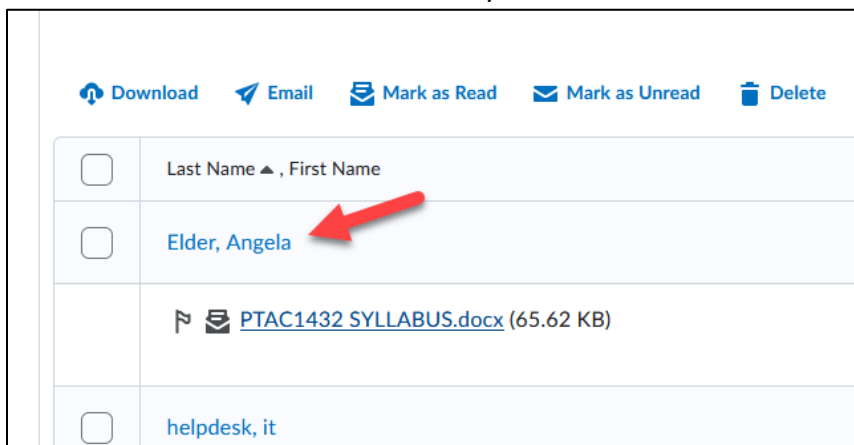 Download Email Mark as Read Mark as Unread Delete
Last Name ▲ , First Name
Elder, Angela
PTAC1432 SYLLABUS.docx (65.62 KB)
helpdesk, it